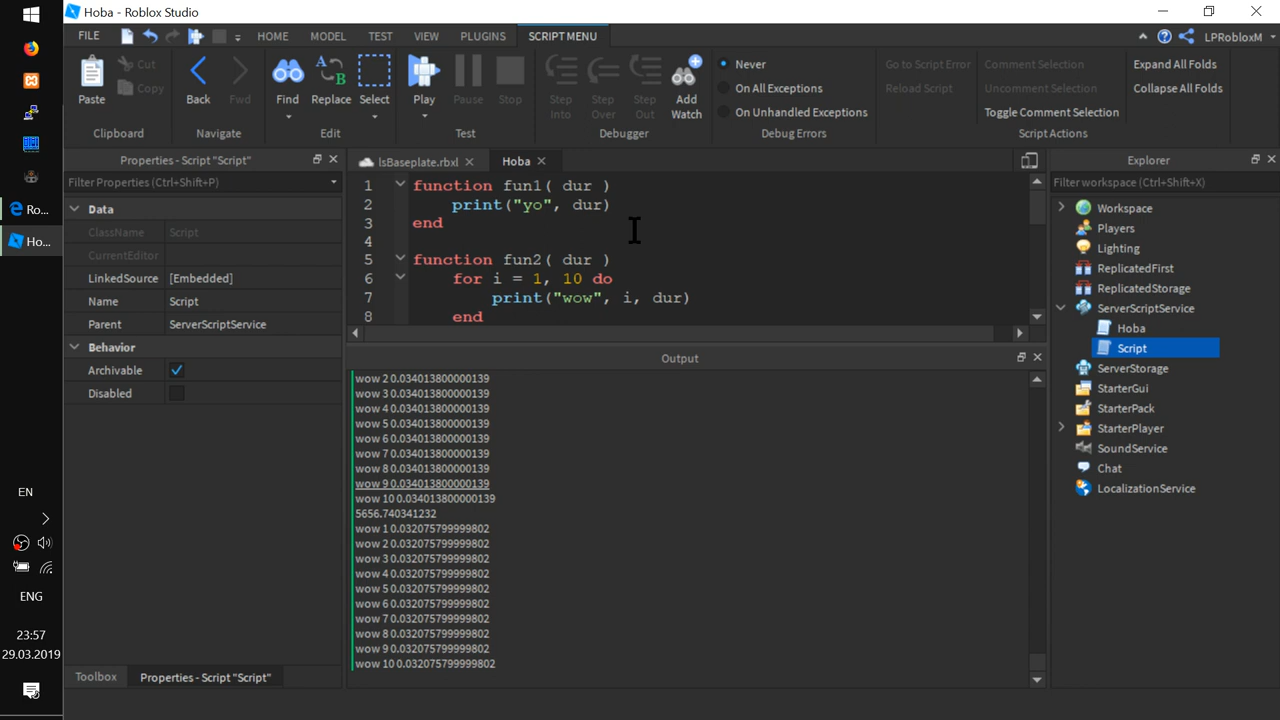 Hoba - Roblox Studio
FILE
HOME
MODEL
TEST
VIEW
PLUGINS
SCRIPT MENU
LPRobloxM
Paste
Cut
Copy
Clipboard
Back
Fwd
Navigate
Find
Replace
Select
Edit
Play
Pause
Stop
Test
Step Into
Step Over
Step Out
Add Watch
Debugger
Never
On All Exceptions
On Unhandled Exceptions
Debug Errors
Go to Script Error
Reload Script
Comment Selection
Uncomment Selection
Toggle Comment Selection
Expand All Folds
Collapse All Folds
Script Actions
Ro...
Ho...
EN
ENG
23:57
29.03.2019
Properties - Script "Script"
Filter Properties (Ctrl+Shift+P)
Data
ClassName Script
CurrentEditor
LinkedSource [Embedded]
Name Script
Parent ServerScriptService
Behavior
Archivable
Disabled
Toolbox
Properties - Script "Script"
lsBaseplate.rbxl
Hoba
1 function fun1( dur )
2 print("yo", dur)
3 end
4
5 function fun2( dur )
6 for i = 1, 10 do
7 print("wow", i, dur)
8 end
Output
wow 2 0.034013800000139
wow 3 0.034013800000139
wow 4 0.034013800000139
wow 5 0.034013800000139
wow 6 0.034013800000139
wow 7 0.034013800000139
wow 8 0.034013800000139
wow 9 0.034013800000139
wow 10 0.034013800000139
5656.740341232
wow 1 0.032075799999802
wow 2 0.032075799999802
wow 3 0.032075799999802
wow 4 0.032075799999802
wow 5 0.032075799999802
wow 6 0.032075799999802
wow 7 0.032075799999802
wow 8 0.032075799999802
wow 9 0.032075799999802
wow 10 0.032075799999802
Explorer
Filter workspace (Ctrl+Shift+X)
Workspace
Players
Lighting
ReplicatedFirst
ReplicatedStorage
ServerScriptService
Hoba
Script
ServerStorage
StarterGui
StarterPack
StarterPlayer
SoundService
Chat
LocalizationService